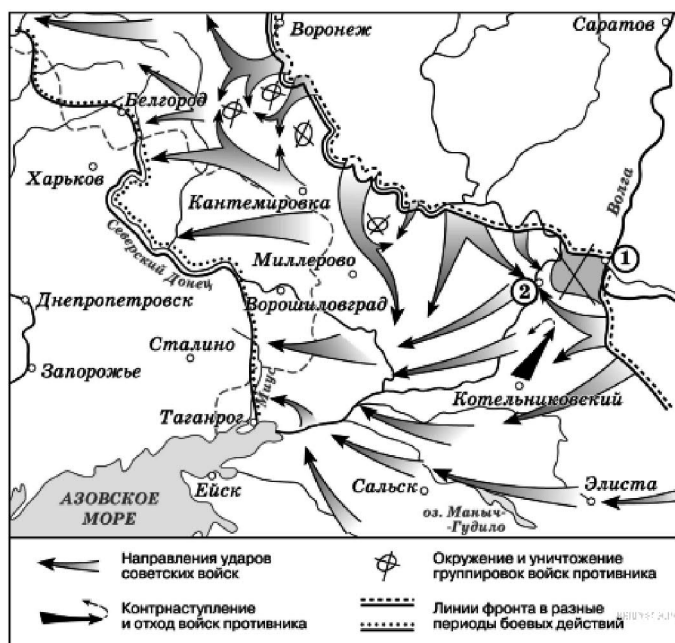 Воронеж
Саратов
Белгород
Харьков
Волга
Кантемировка
Северский Донец
Миллерово
1
2
Днепропетровск
Ворошиловград
Сталино
Запорожье
Миус
Котельниковский
Таганрог
Ейск
Сальск
Элиста
АЗОВСКОЕ
МОРЕ
оз. Маныч-
-Гудило
Направления ударов
советских войск
Окружение и уничтожение
группировок войск противника
Контрнаступление
и отход войск противника
Линии фронта в разные
периоды боевых действий